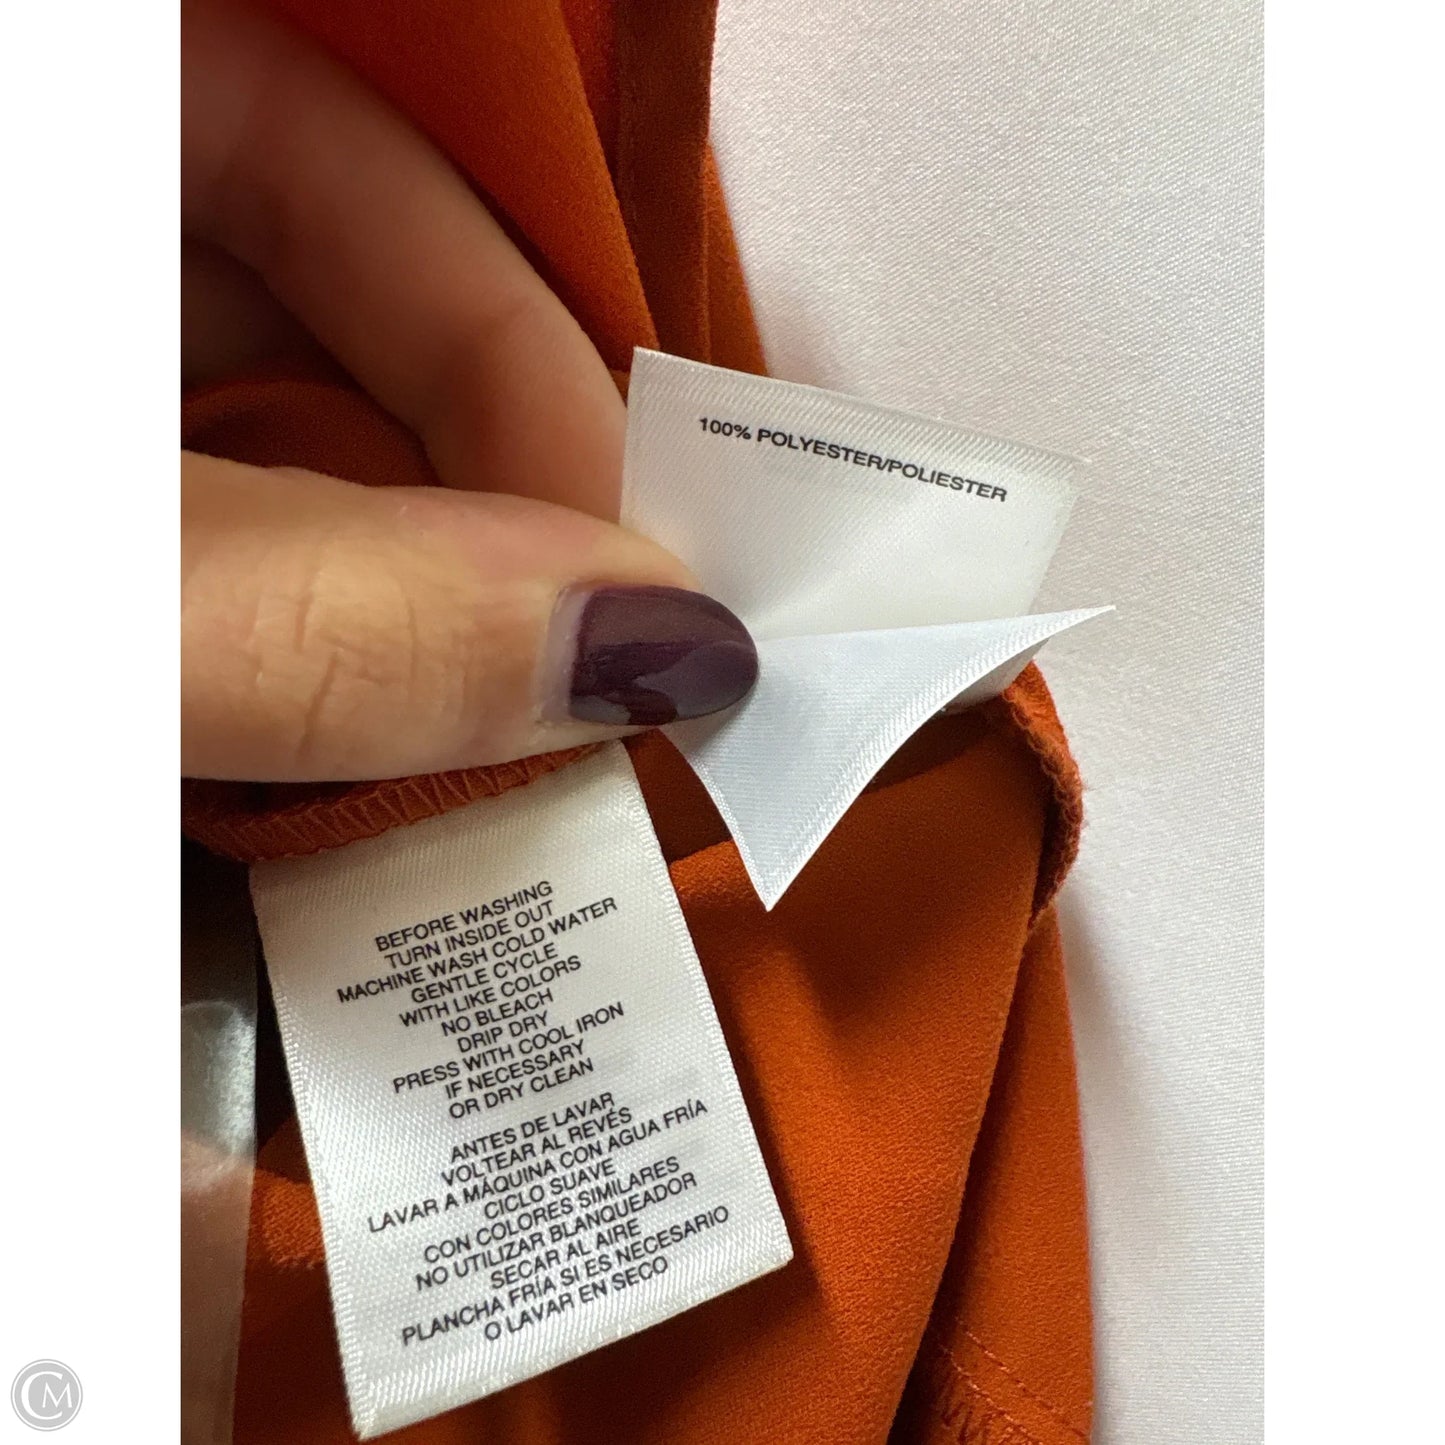 100% POLYESTER/POLIESTER
BEFORE WASHING
TURN INSIDE OUT
MACHINE WASH COLD WATER
GENTLE CYCLE
WITH LIKE COLORS
NO BLEACH
DRIP DRY
PRESS WITH COOL IRON
IF NECESSARY
OR DRY CLEAN
ANTES DE LAVAR
VOLTEAR AL REVÉS
LAVAR A MÁQUINA CON AGUA FRÍA
CICLO SUAVE
CON COLORES SIMILARES
NO UTILIZAR BLANQUEADOR
SECAR AL AIRE
PLANCHA FRÍA SI ES NECESARIO
O LAVAR EN SECO
CM